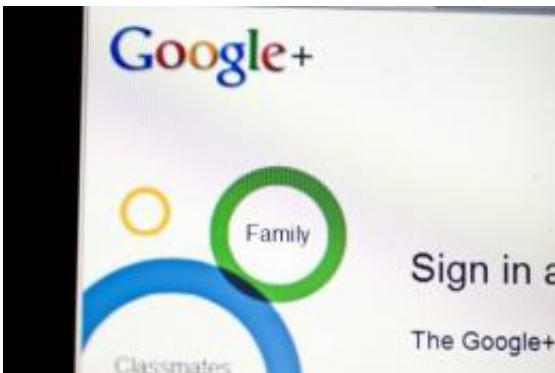 Google+
Family
Sign in a
The Google+
Classmates